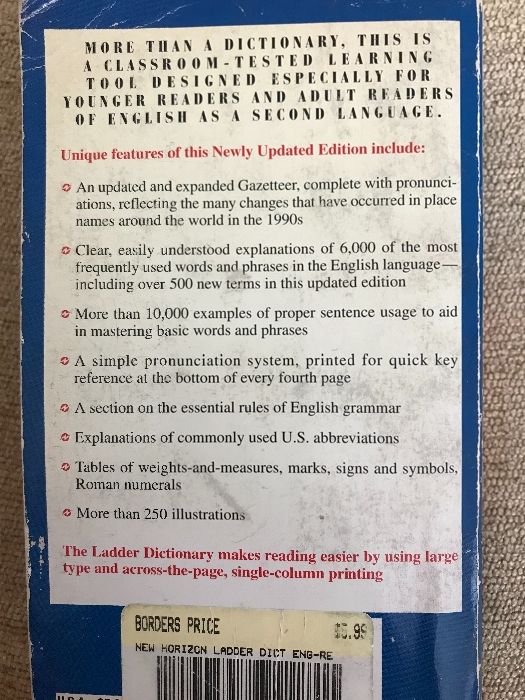 MORE THAN A DICTIONARY, THIS IS
A CLASSROOM-TESTED LEARNING
TOOL DESIGNED ESPECIALLY FOR
YOUNGER READERS AND ADULT READERS
OF ENGLISH AS A SECOND LANGUAGE.
Unique features of this Newly Updated Edition include:
An updated and expanded Gazetteer, complete with pronunci-
ations, reflecting the many changes that have occurred in place
names around the world in the 1990s
Clear, easily understood explanations of 6,000 of the most
frequently used words and phrases in the English language—
including over 500 new terms in this updated edition
More than 10,000 examples of proper sentence usage to aid
in mastering basic words and phrases
A simple pronunciation system, printed for quick key
reference at the bottom of every fourth page
A section on the essential rules of English grammar
Explanations of commonly used U.S. abbreviations
Tables of weights-and-measures, marks, signs and symbols,
Roman numerals
More than 250 illustrations
The Ladder Dictionary makes reading easier by using large
type and across-the-page, single-column printing
BORDERS PRICE
NEW HORIZON LADDER DICT ENG-RE